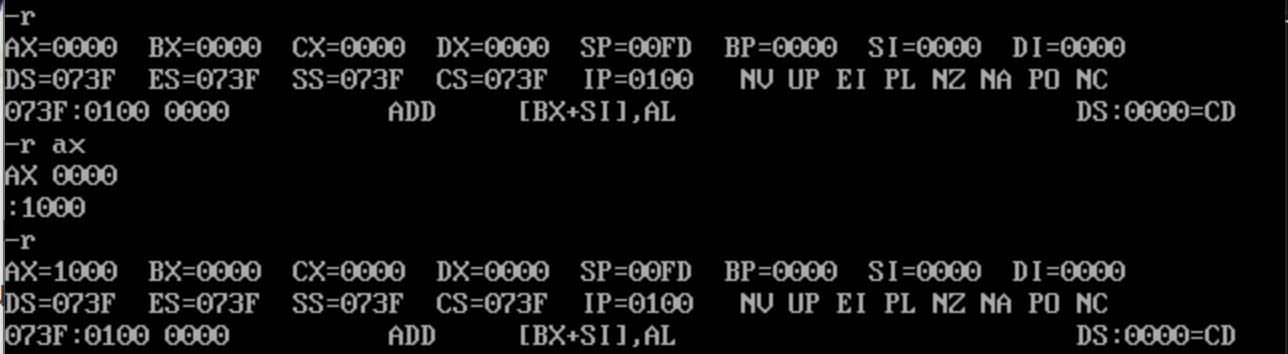 -r
AX=0000  BX=0000  CX=0000  DX=0000  SP=00FD  BP=0000  SI=0000  DI=0000
DS=073F  ES=073F  SS=073F  CS=073F  IP=0100   NV UP EI PL NZ NA PO NC
073F:0100 0000          ADD     [BX+SI],AL                         DS:0000=CD
-r ax
AX 0000
:1000
-r
AX=1000  BX=0000  CX=0000  DX=0000  SP=00FD  BP=0000  SI=0000  DI=0000
DS=073F  ES=073F  SS=073F  CS=073F  IP=0100   NV UP EI PL NZ NA PO NC
073F:0100 0000          ADD     [BX+SI],AL                         DS:0000=CD